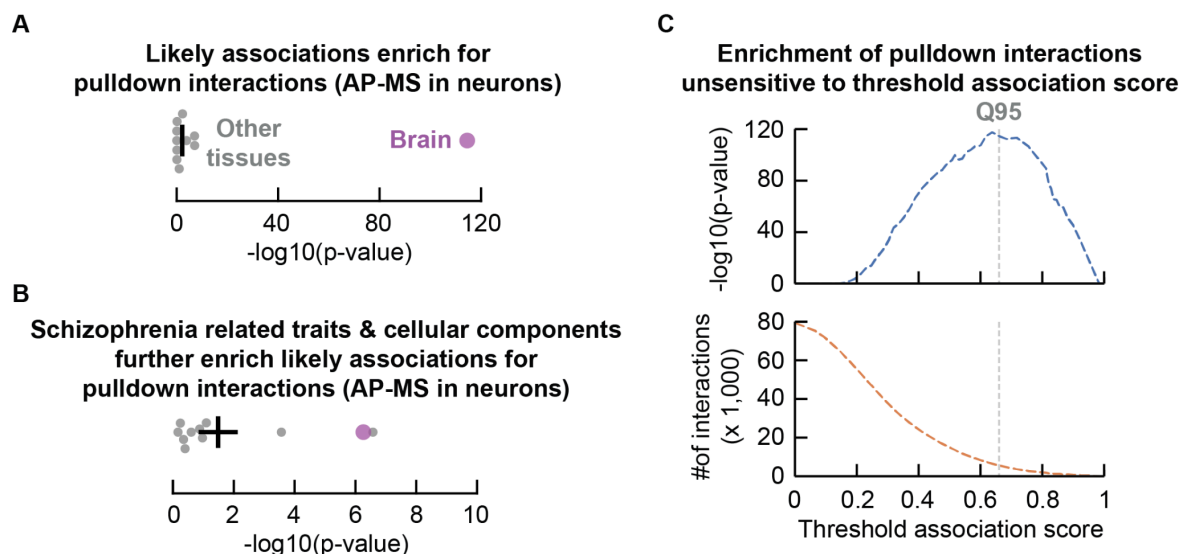 A
Likely associations enrich for
pulldown interactions (AP-MS in neurons)
Other
tissues
Brain
0
40
80
120
-log10(p-value)
B
Schizophrenia related traits & cellular components
further enrich likely associations for
pulldown interactions (AP-MS in neurons)
0
2
4
6
8
10
-log10(p-value)
C
Enrichment of pulldown interactions
unsensitive to threshold association score
Q95
-log10(p-value)
120
80
40
0
#of interactions
(x 1,000)
80
60
40
20
0
0
0.2
0.4
0.6
0.8
1
Threshold association score